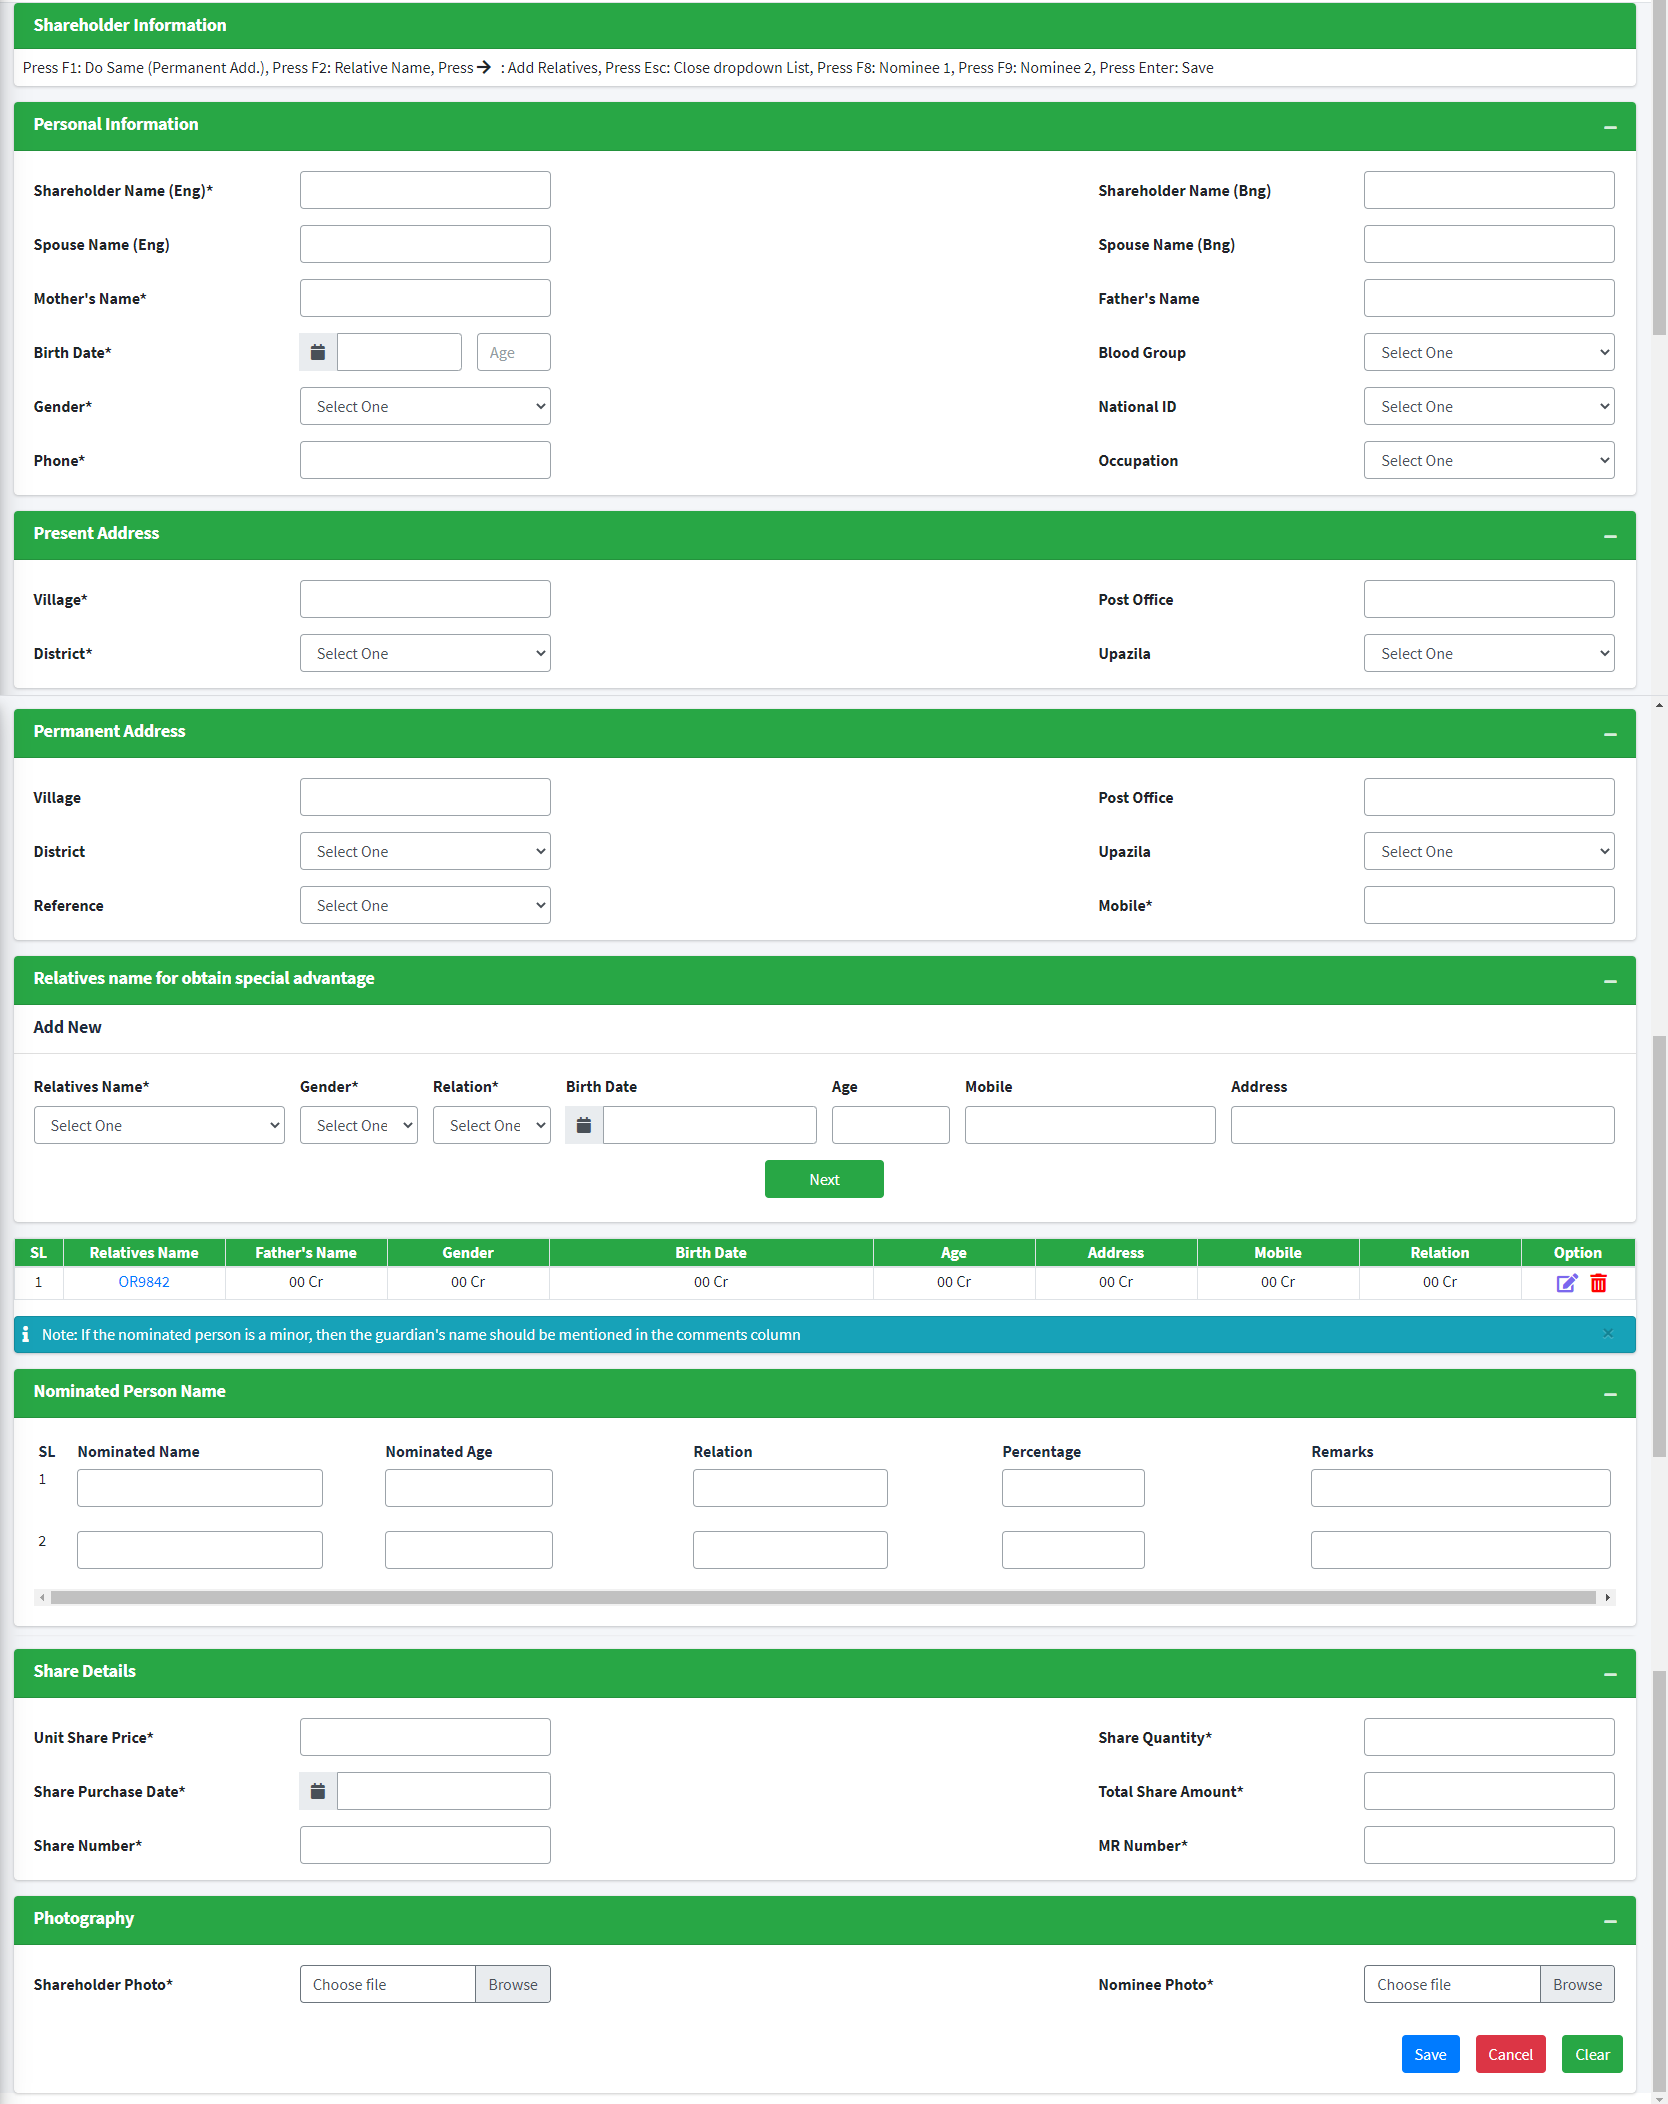 Shareholder Information
Press F1: Do Same (Permanent Add.), Press F2: Relative Name, Press → : Add Relatives, Press Esc: Close dropdown List, Press F8: Nominee 1, Press F9: Nominee 2, Press Enter: Save
Personal Information
Shareholder Name (Eng)* Shareholder Name (Bng)
Spouse Name (Eng) Spouse Name (Bng)
Mother's Name* Father's Name
Birth Date* Age Blood Group Select One
Gender* Select One National ID Select One
Phone* Occupation Select One
Present Address
Village* Post Office
District* Select One Upazila Select One
Permanent Address
Village Post Office
District Select One Upazila Select One
Reference Select One Mobile*
Relatives name for obtain special advantage
Add New
Relatives Name* Gender* Relation* Birth Date Age Mobile Address
Select One Select One Select One
Next
SL Relatives Name Father's Name Gender Birth Date Age Address Mobile Relation Option
1 OR9842 00 Cr 00 Cr 00 Cr 00 Cr 00 Cr 00 Cr 00 Cr
Note: If the nominated person is a minor, then the guardian's name should be mentioned in the comments column
Nominated Person Name
SL Nominated Name Nominated Age Relation Percentage Remarks
1
2
Share Details
Unit Share Price* Share Quantity*
Share Purchase Date* Total Share Amount*
Share Number* MR Number*
Photography
Shareholder Photo* Choose file Browse Nominee Photo* Choose file Browse
Save Cancel Clear